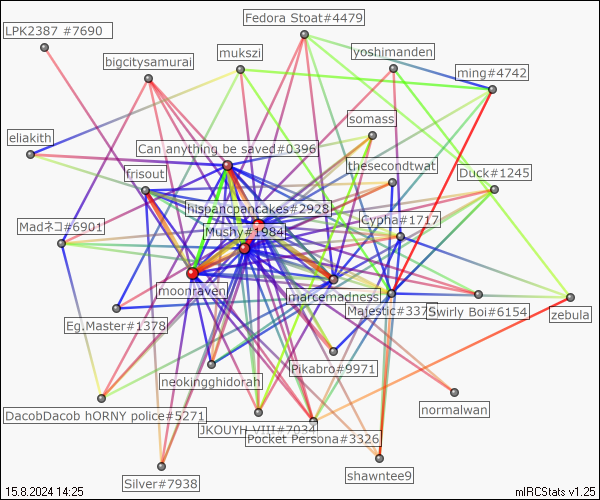 Fedora Stoat#4479
LPK2387 #7690
mukszi
yoshimanden
bigcitysamurai
ming#4742
somass
eliakith
Can anything be saved#0396
thesecondtwat
frisout
Duck#1245
hispancpancakes#2928
Madネコ#6901
Cypha#1717
Mushy#1984
moonraven
marcemadness
Majestic#3375
Swirly Boi#6154
zebula
Eg.Master#1378
Pikabro#9971
neokingghidorah
normalwan
DacobDacob hORNY police#5271
JKOUYH_VIII#7034
Pocket Persona#3326
shawntee9
Silver#7938
15.8.2024 14:25
mIRCStats v1.25